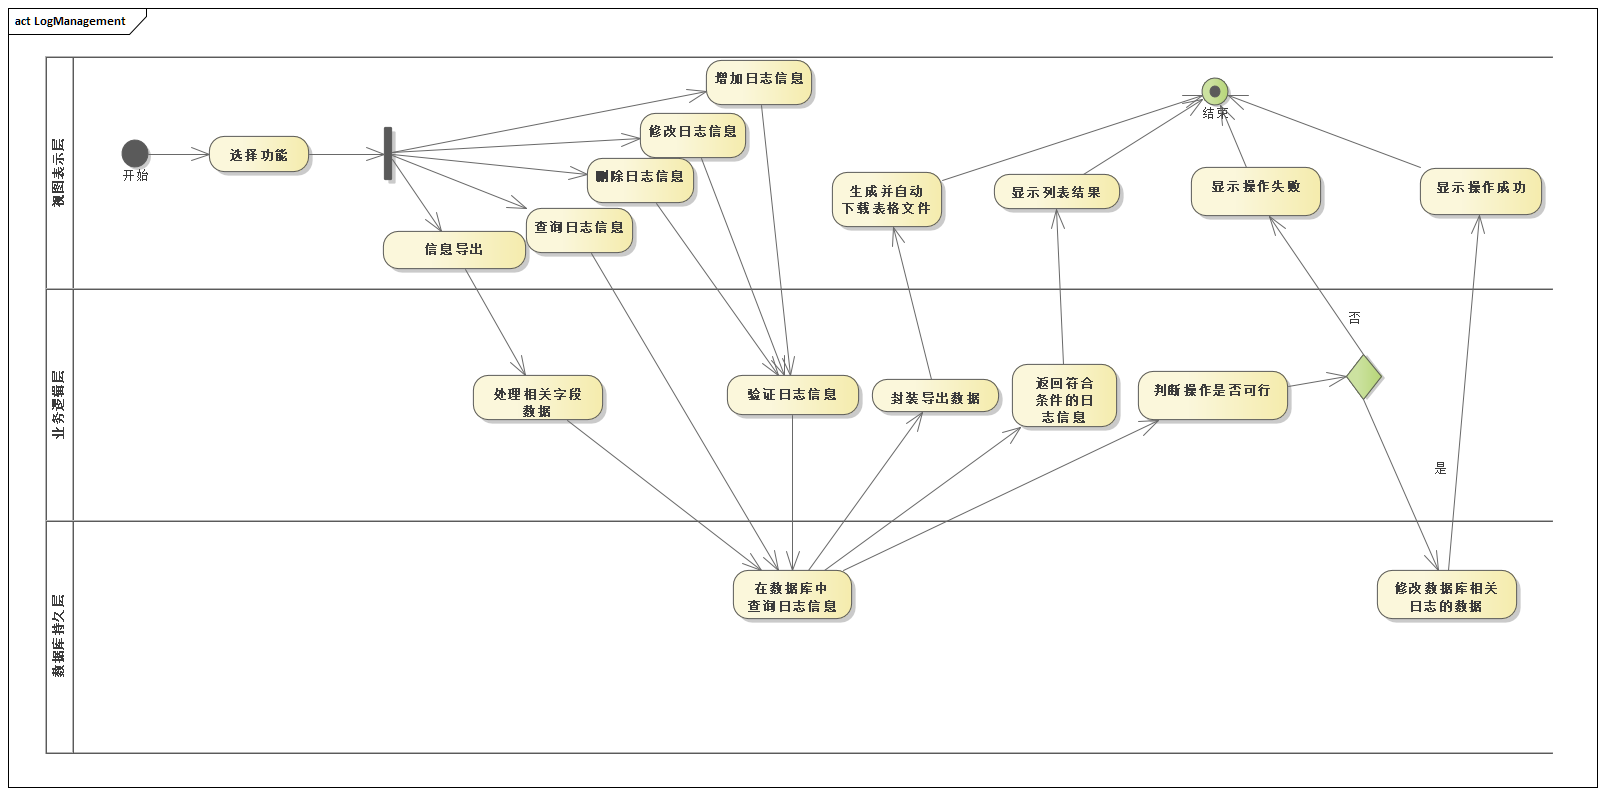 act LogManagement
视图表示层
开始
选择功能
增加日志信息
修改日志信息
删除日志信息
查询日志信息
信息导出
生成并自动
下载表格文件
显示列表结果
结束
显示操作失败
显示操作成功
业务逻辑层
处理相关字段
数据
验证日志信息
封装导出数据
返回符合
条件的日
志信息
判断操作是否可行
否
是
数据库持久层
在数据库中
查询日志信息
修改数据库相关
日志的数据